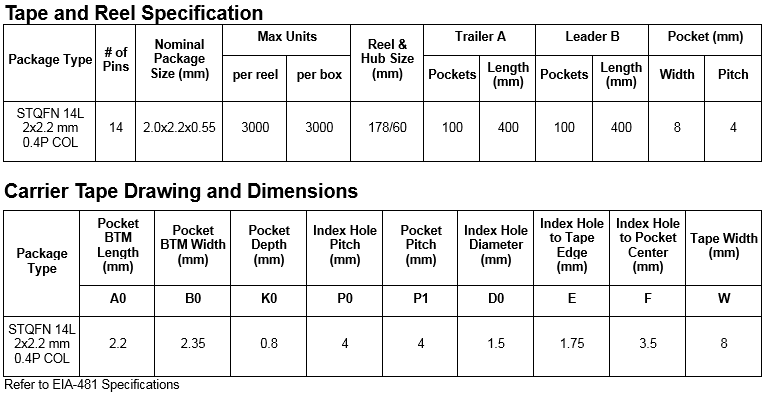 Tape and Reel Specification
Package Type | # of Pins | Nominal Package Size (mm) | Max Units | Reel & Hub Size (mm) | Trailer A | Leader B | Pocket (mm)
per reel | per box | Pockets | Length (mm) | Pockets | Length (mm) | Width | Pitch
STQFN 14L 2x2.2 mm 0.4P COL | 14 | 2.0x2.2x0.55 | 3000 | 3000 | 178/60 | 100 | 400 | 100 | 400 | 8 | 4
Carrier Tape Drawing and Dimensions
Package Type | Pocket BTM Length (mm) | Pocket BTM Width (mm) | Pocket Depth (mm) | Index Hole Pitch (mm) | Pocket Pitch (mm) | Index Hole Diameter (mm) | Index Hole to Tape Edge (mm) | Index Hole to Pocket Center (mm) | Tape Width (mm)
A0 | B0 | K0 | P0 | P1 | D0 | E | F | W
STQFN 14L 2x2.2 mm 0.4P COL | 2.2 | 2.35 | 0.8 | 4 | 4 | 1.5 | 1.75 | 3.5 | 8
Refer to EIA-481 Specifications